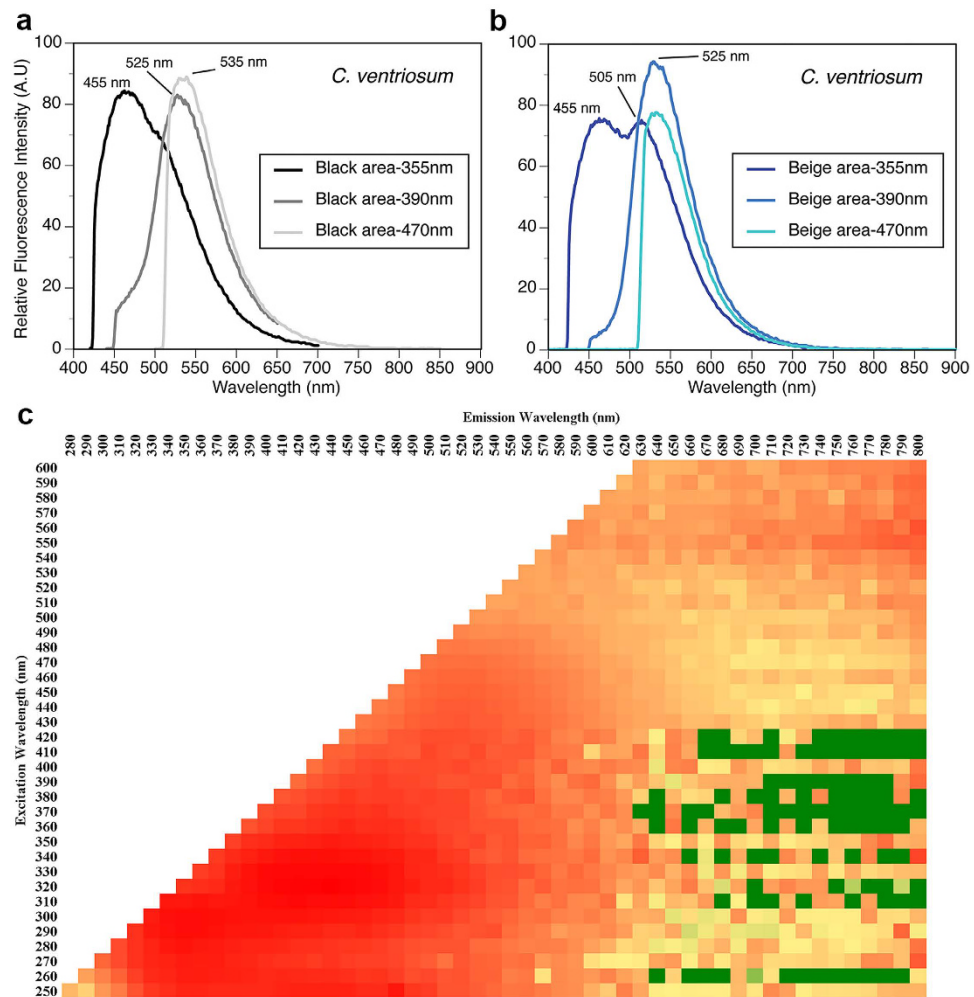 a
b
100
80
60
40
20
0
Relative Fluorescence Intensity (A.U)
455 nm
525 nm
535 nm
C. ventriosum
Black area-355nm
Black area-390nm
Black area-470nm
400 450 500 550 600 650 700 750 800 850 900
Wavelength (nm)
100
80
60
40
20
0
455 nm
505 nm
525 nm
C. ventriosum
Beige area-355nm
Beige area-390nm
Beige area-470nm
400 450 500 550 600 650 700 750 800 850 900
Wavelength (nm)
c
Emission Wavelength (nm)
280 290 300 310 320 330 340 350 360 370 380 390 400 410 420 430 440 450 460 470 480 490 500 510 520 530 540 550 560 570 580 590 600 610 620 630 640 650 660 670 680 690 700 710 720 730 740 750 760 770 780 790 800
Excitation Wavelength (nm)
600
590
580
570
560
550
540
530
520
510
500
490
480
470
460
450
440
430
420
410
400
390
380
370
360
350
340
330
320
310
300
290
280
270
260
250